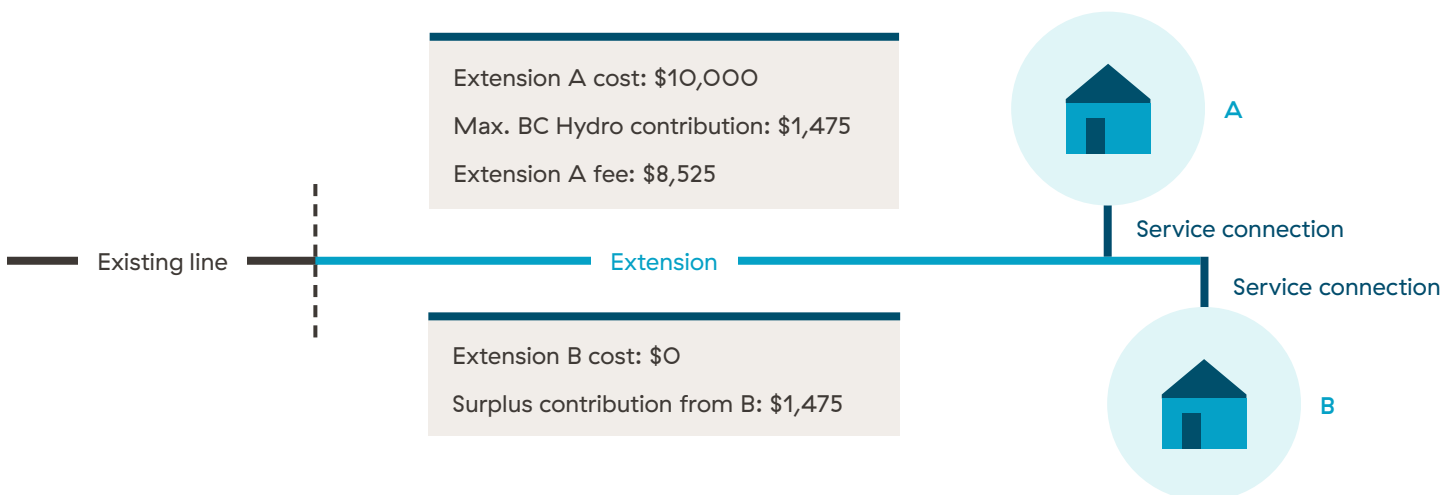 Extension A cost: $10,000
Max. BC Hydro contribution: $1,475
Extension A fee: $8,525
A
Service connection
Existing line
Extension
Service connection
Extension B cost: $0
Surplus contribution from B: $1,475
B